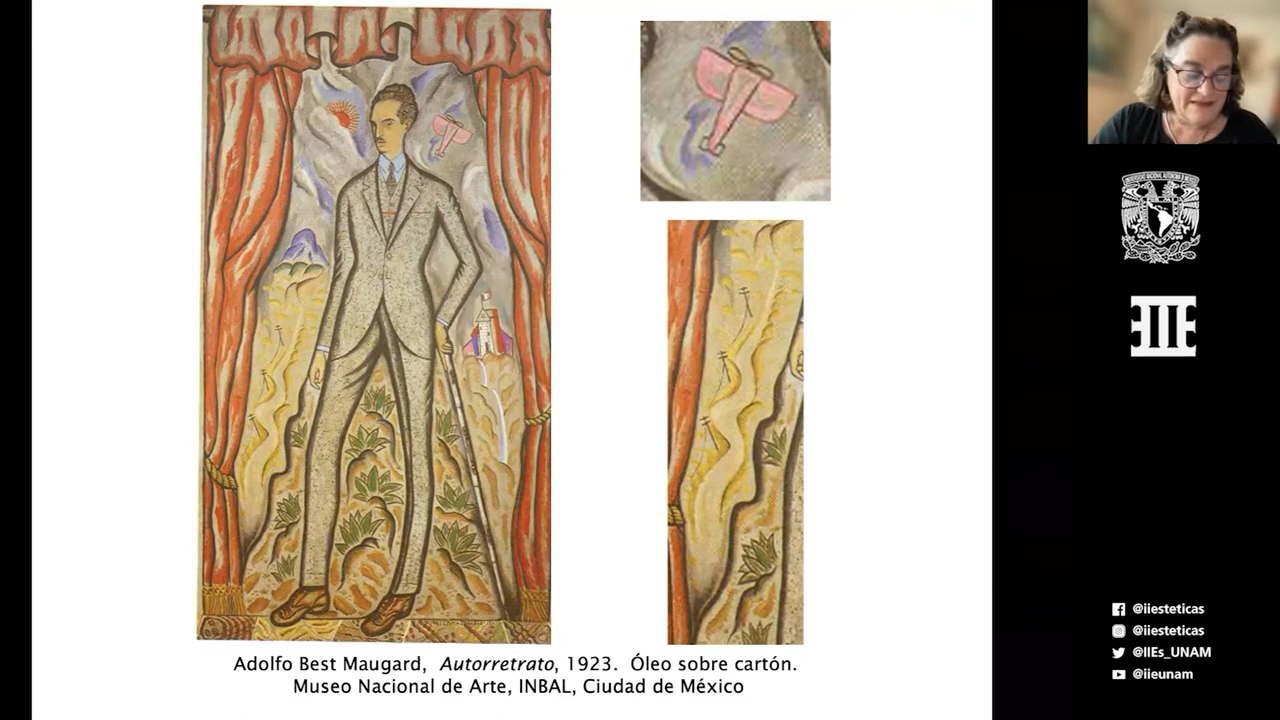 Adolfo Best Maugard, Autorretrato, 1923. Óleo sobre cartón.
Museo Nacional de Arte, INBAL, Ciudad de México
@iiesteticas
@iiesteticas
@IIEs_UNAM
@iieunam